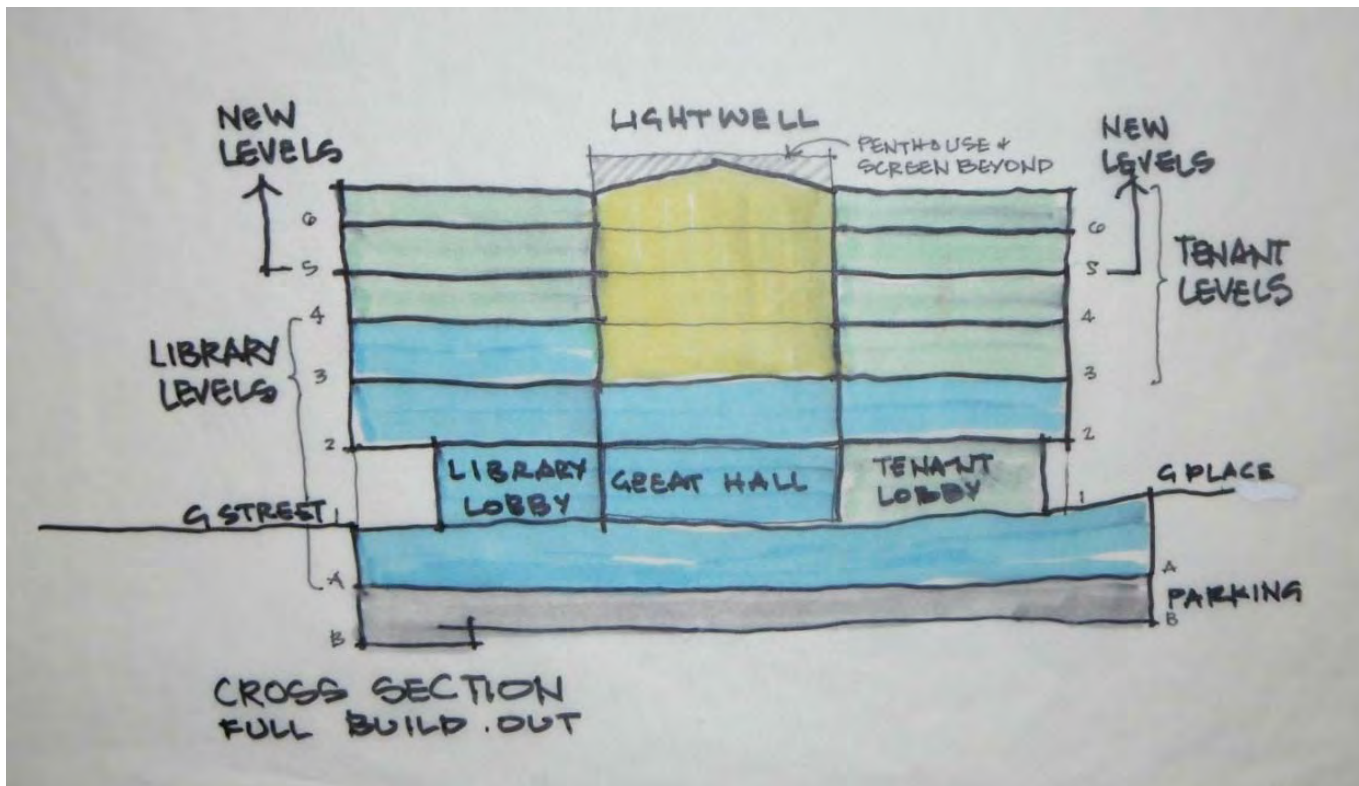 NEW
LEVELS
LIGHTWELL
PENTHOUSE &
SCREEN BEYOND
NEW
LEVELS
6
5
4
3
2
1
A
B
LIBRARY
LEVELS
6
5
4
3
2
1
A
B
TENANT
LEVELS
LIBRARY
LOBBY
GREAT HALL
TENANT
LOBBY
G STREET
G PLACE
PARKING
CROSS SECTION
FULL BUILD.OUT